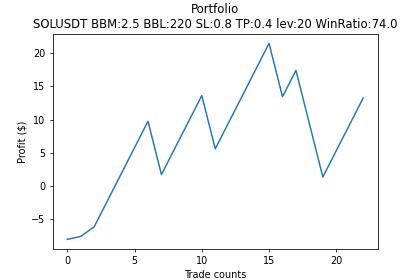 Portfolio
SOLUSDT BBM:2.5 BBL:220 SL:0.8 TP:0.4 lev:20 WinRatio:74.0
20
15
10
5
0
−5
Profit ($)
0 5 10 15 20
Trade counts